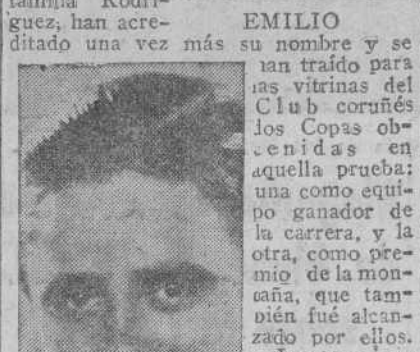 familia Rodrí-
guez, han acre-
EMILIO
ditado una vez más su nombre y se
han traído para
las vitrinas del
Club coruñés
dos Copas ob-
tenidas en
aquella prueba:
una como equi-
po ganador de
la carrera, y la
otra, como pre-
mio de la mon-
taña, que tam-
bién fué alcan-
zado por ellos.